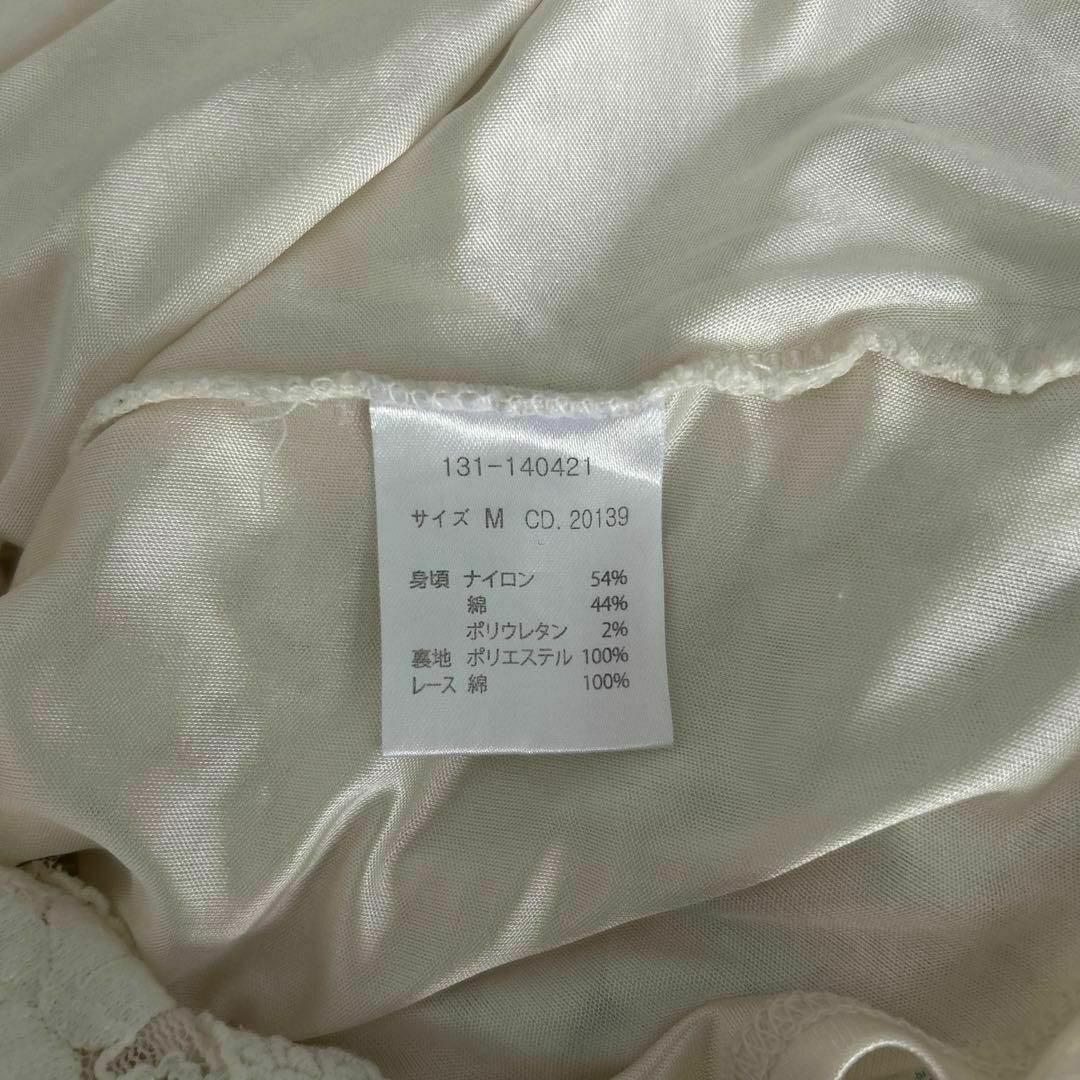 131-140421
サイズ M CD. 20139
身頃 ナイロン 54%
綿 44%
ポリウレタン 2%
裏地 ポリエステル 100%
レース 綿 100%